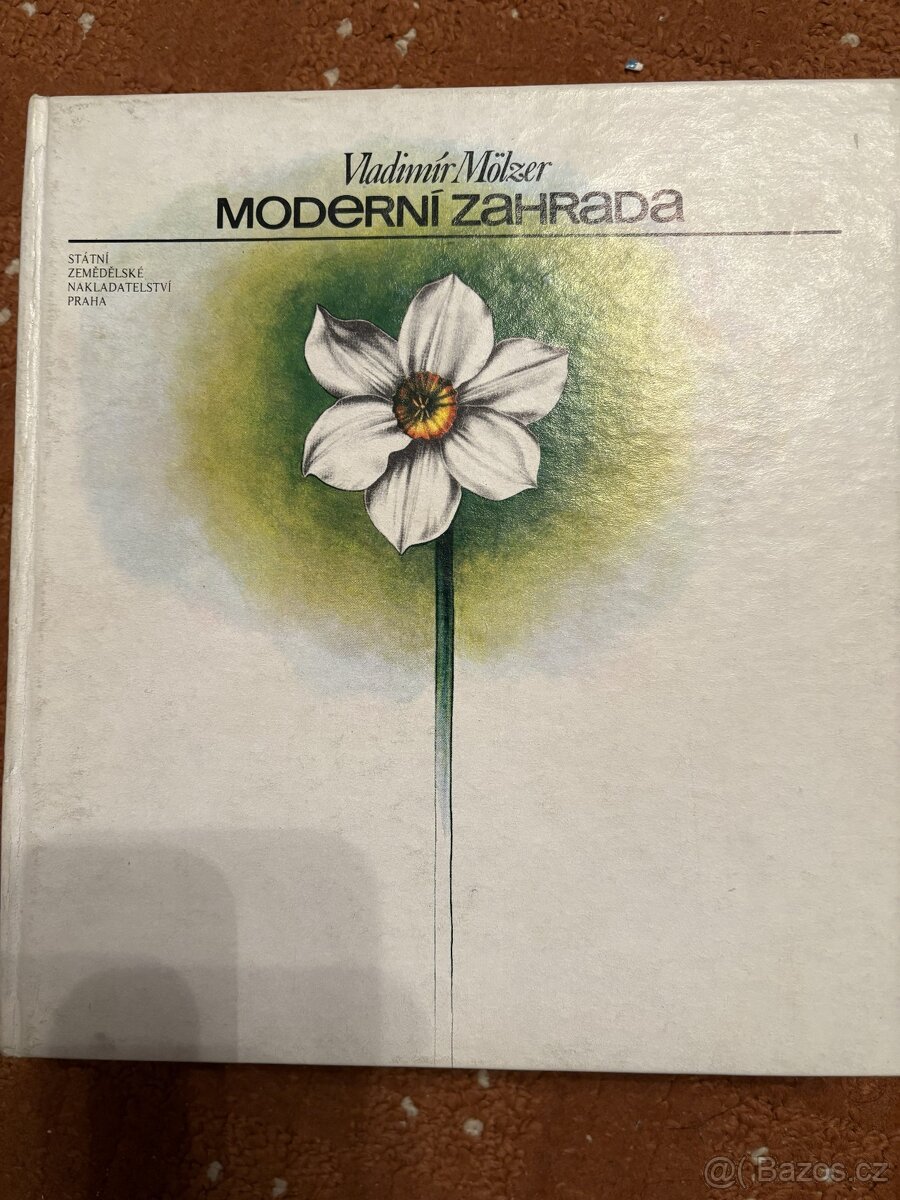 Vladimír Mölzer
MODERNÍ ZAHRADA
STÁTNÍ
ZEMĚDĚLSKÉ
NAKLADATELSTVÍ
PRAHA
@( Bazos.cz